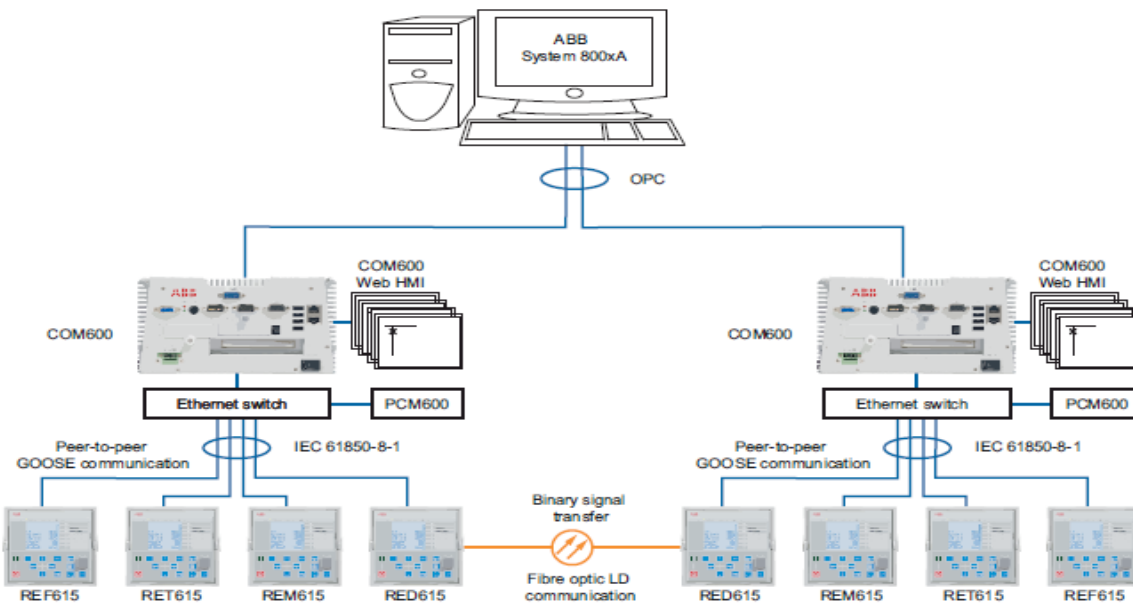 ABB
System 800xA
OPC
COM600
Web HMI
COM600
Web HMI
ABB
ABB
COM600
COM600
Ethernet switch
PCM600
Ethernet switch
PCM600
Peer-to-peer
GOOSE communication
IEC 61850-8-1
Peer-to-peer
GOOSE communication
IEC 61850-8-1
Binary signal
transfer
Fibre optic LD
communication
REF615
RET615
REM615
RED615
RED615
REM615
RET615
REF615